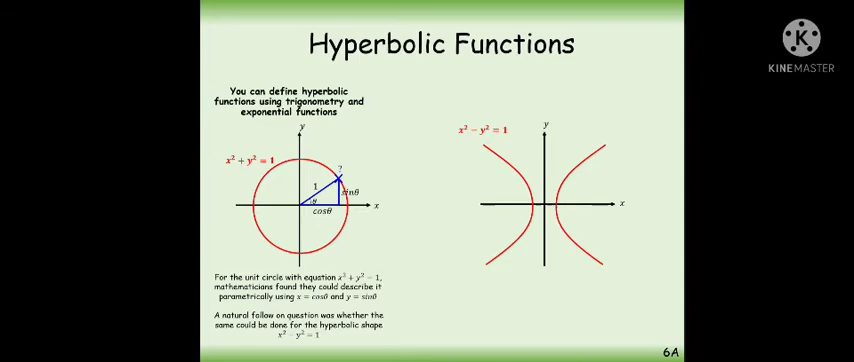 Hyperbolic Functions
KINEMASTER
You can define hyperbolic
functions using trigonometry and
exponential functions
y
x² + y² = 1
?
1
sinθ
θ
x
cosθ
x² − y² = 1
y
x
For the unit circle with equation x² + y² = 1,
mathematicians found they could describe it
parametrically using x = cosθ and y = sinθ
A natural follow on question was whether the
same could be done for the hyperbolic shape
x² − y² = 1
6A